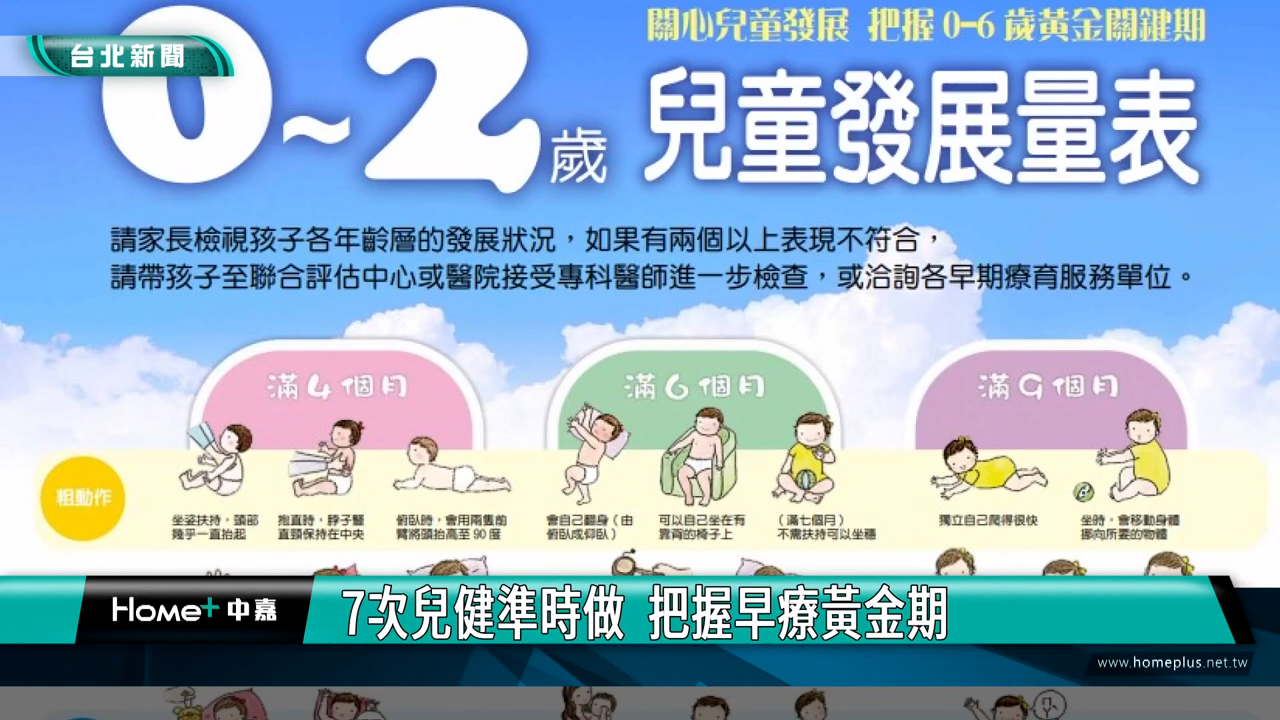 台北新聞
關心兒童發展 把握0-6歲黃金關鍵期
0~2歲 兒童發展量表
請家長檢視孩子各年齡層的發展狀況，如果有兩個以上表現不符合，
請帶孩子至聯合評估中心或醫院接受專科醫師進一步檢查，或洽詢各早期療育服務單位。
滿4個月 滿6個月 滿9個月
粗動作
坐姿扶持，頭部
幾乎一直抬起
抱直時，脖子豎
直頸保持在中央
俯臥時，會用兩隻前
臂將頭抬高至90度
會自己翻身（由
俯臥成仰臥）
可以自己坐在有
靠背的椅子上
（滿七個月）
不需扶持可以坐穩
獨立自己爬得很快
坐時，會移動身體
挪向所要的物體
Home+中嘉
7次兒健準時做 把握早療黃金期
www.homeplus.net.tw